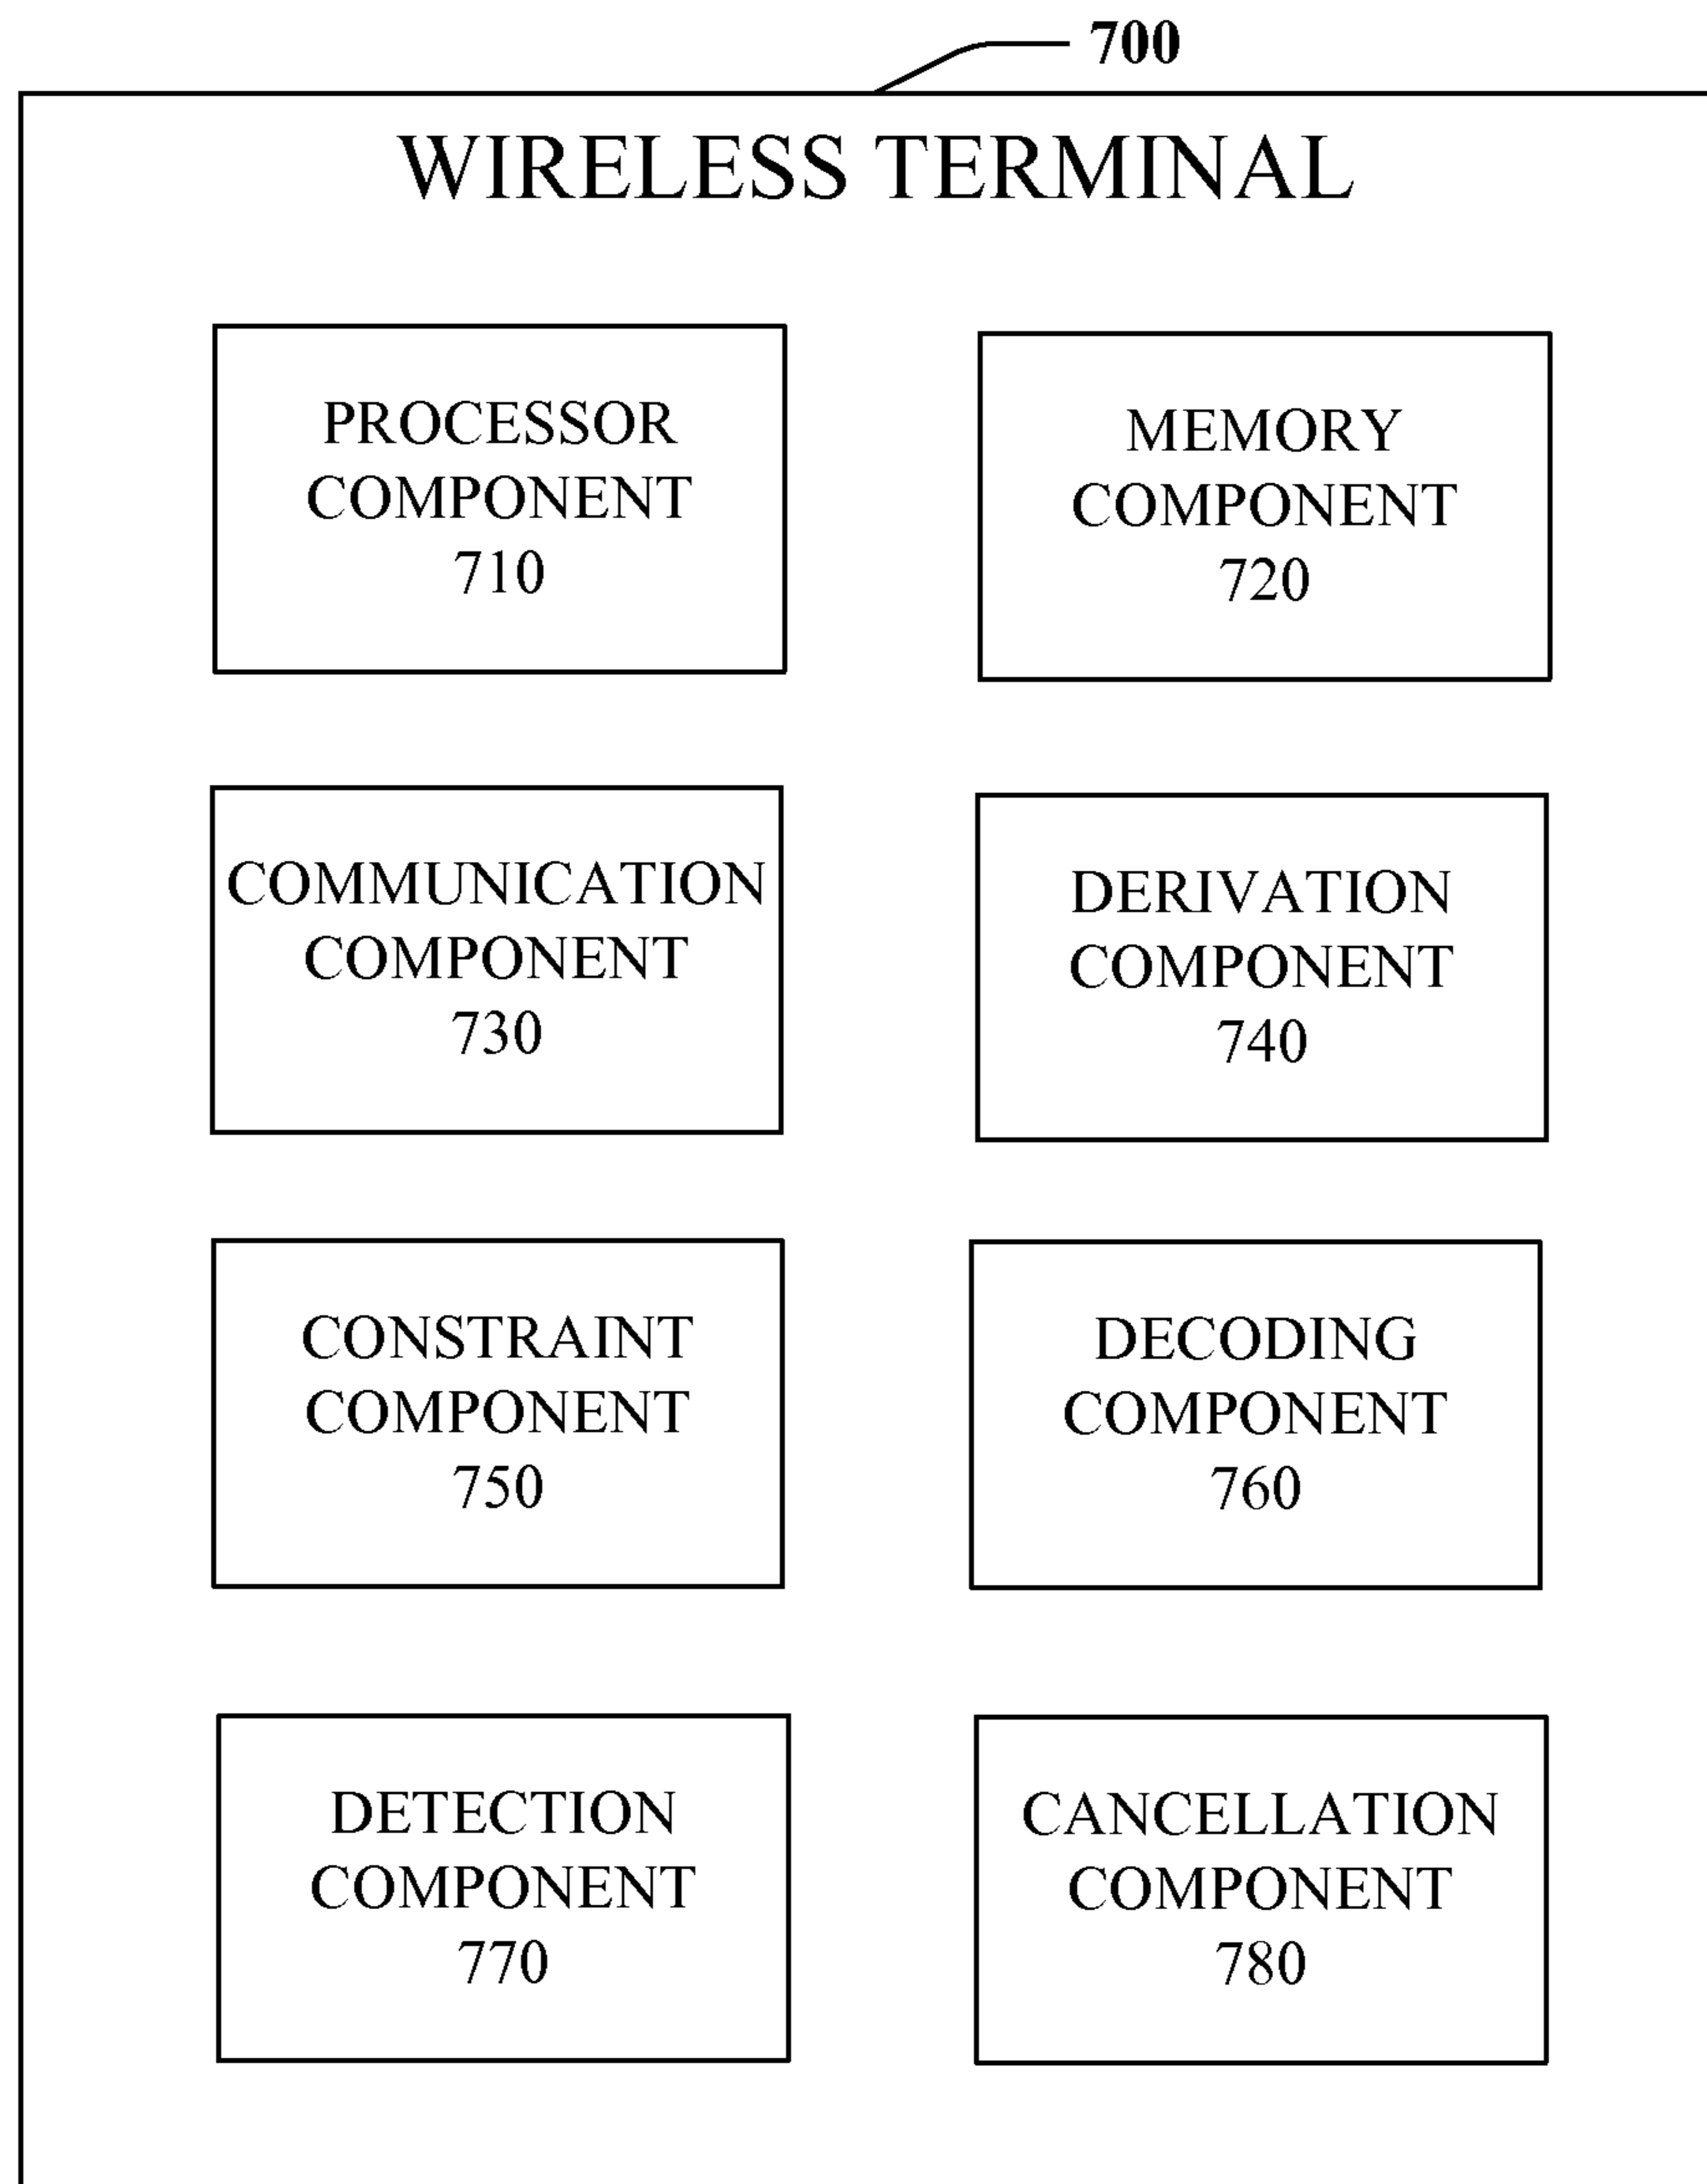 700
WIRELESS TERMINAL
PROCESSOR
COMPONENT
710
MEMORY
COMPONENT
720
COMMUNICATION
COMPONENT
730
DERIVATION
COMPONENT
740
CONSTRAINT
COMPONENT
750
DECODING
COMPONENT
760
DETECTION
COMPONENT
770
CANCELLATION
COMPONENT
780